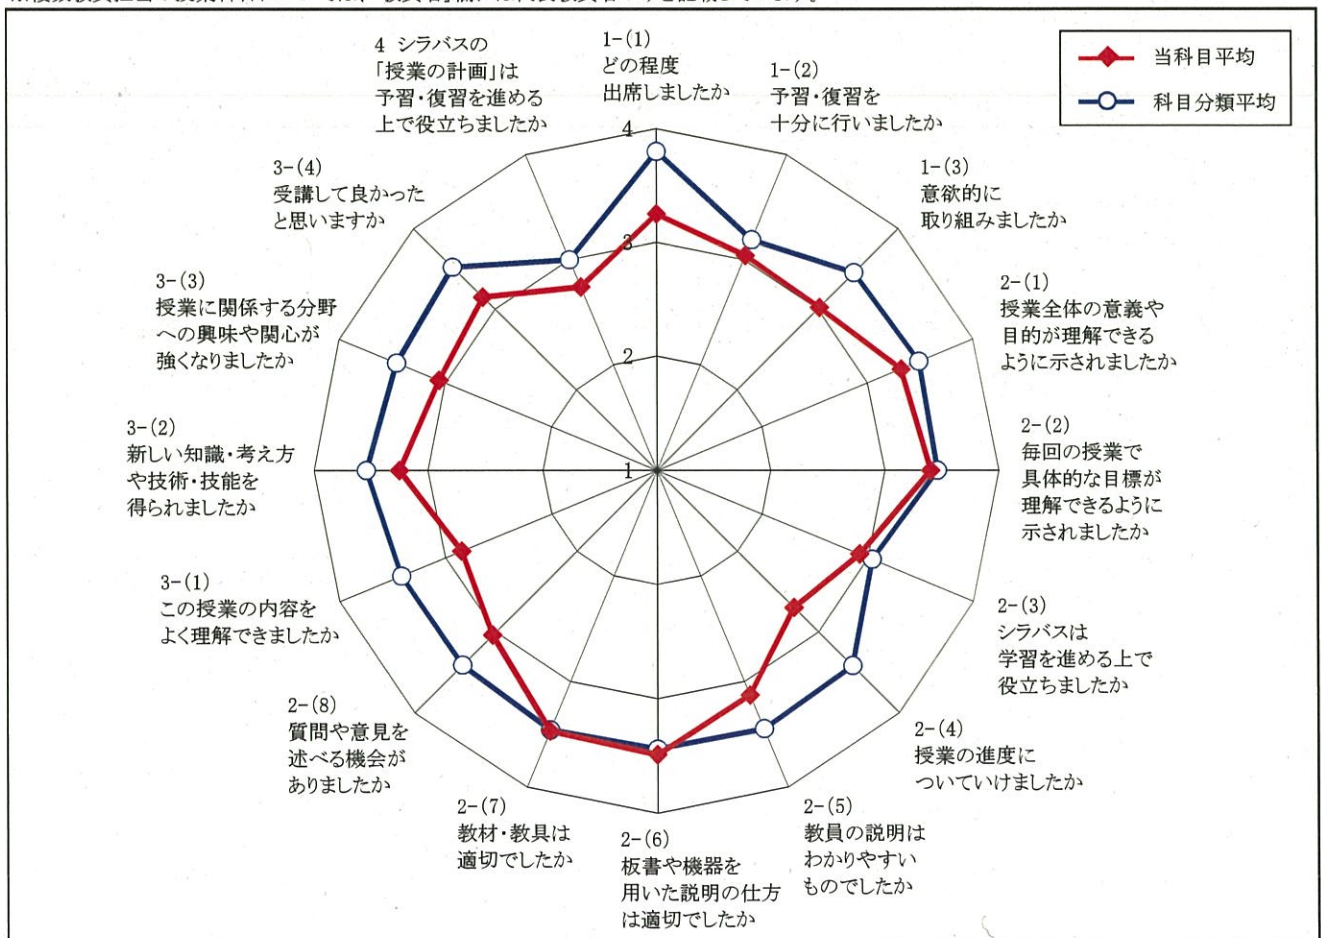 4 シラバスの
「授業の計画」は
予習・復習を進める
上で役立ちましたか
1-(1)
どの程度
出席しましたか
1-(2)
予習・復習を
十分に行いましたか
当科目平均
科目分類平均
1-(3)
意欲的に
取り組みましたか
2-(1)
授業全体の意義や
目的が理解できる
ように示されましたか
2-(2)
毎回の授業で
具体的な目標が
理解できるように
示されましたか
2-(3)
シラバスは
学習を進める上で
役立ちましたか
2-(4)
授業の進度に
ついていけましたか
2-(5)
教員の説明は
わかりやすい
ものでしたか
2-(6)
板書や機器を
用いた説明の仕方
は適切でしたか
2-(7)
教材・教具は
適切でしたか
2-(8)
質問や意見を
述べる機会が
ありましたか
3-(1)
この授業の内容を
よく理解できましたか
3-(2)
新しい知識・考え方
や技術・技能を
得られましたか
3-(3)
授業に関係する分野
への興味や関心が
強くなりましたか
3-(4)
受講して良かった
と思いますか
4
3
2
1